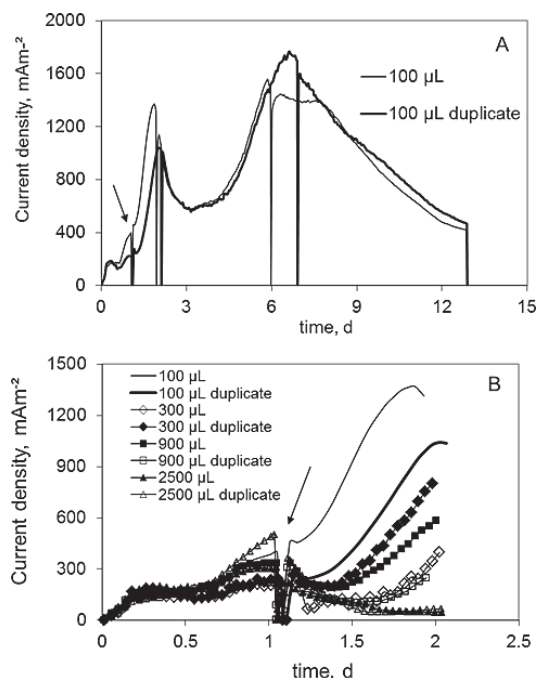 2000
A
1600
100 µL
1200
100 µL duplicate
800
400
0
Current density, mAm-²
0 3 6 9 12 15
time, d
1500
B
100 µL
100 µL duplicate
1200
300 µL
300 µL duplicate
900
900 µL
900 µL duplicate
2500 µL
2500 µL duplicate
600
300
0
Current density, mAm-²
0 0.5 1 1.5 2 2.5
time, d